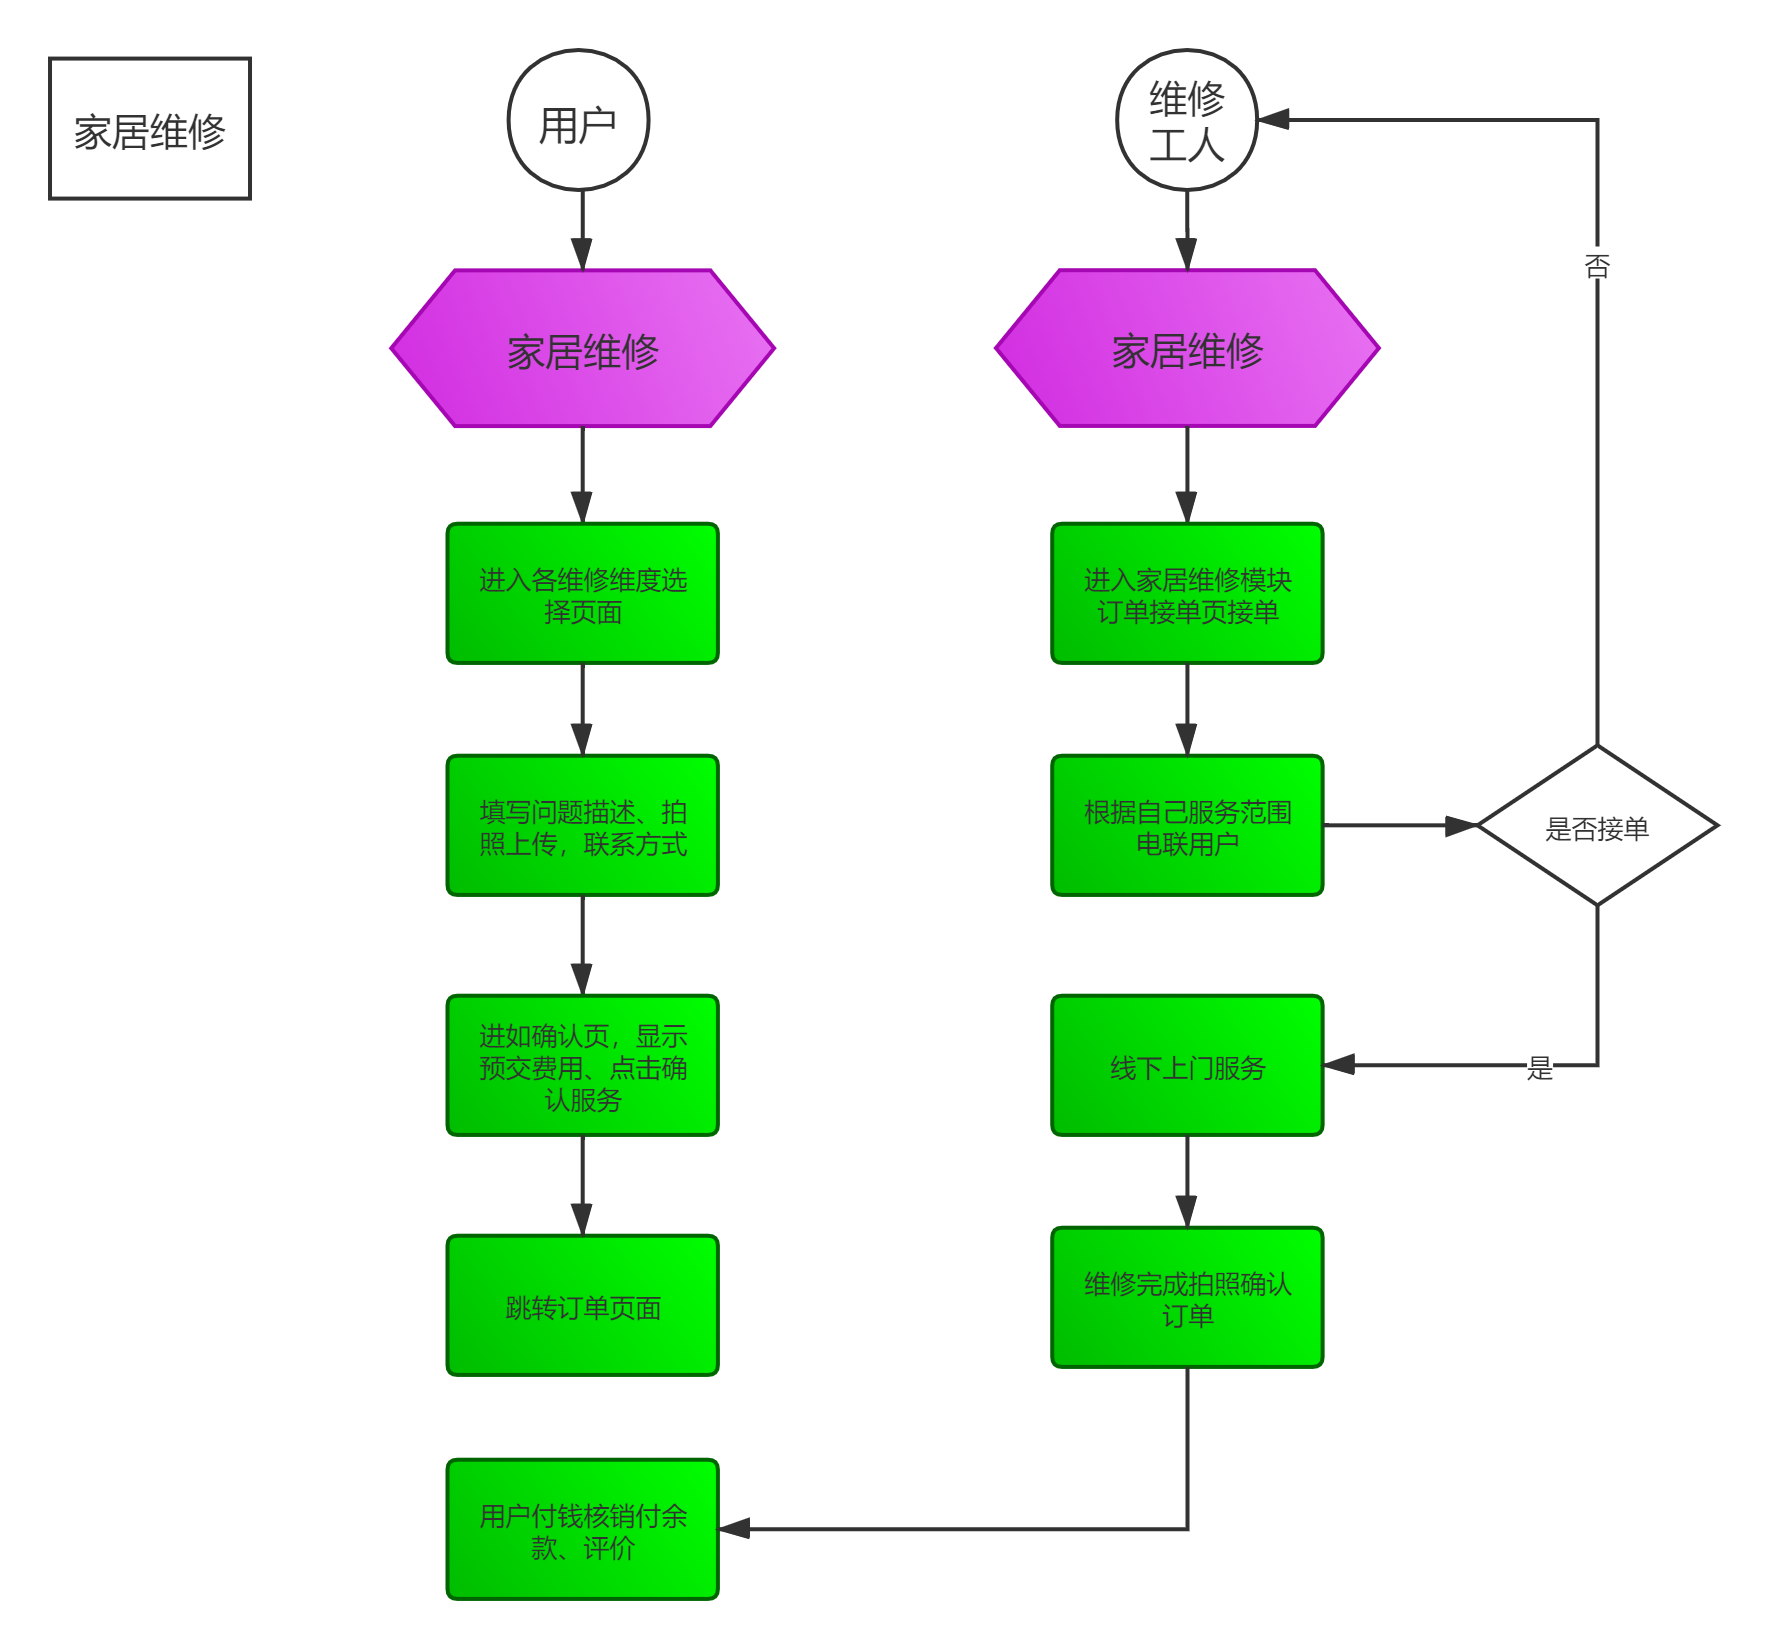 家居维修
用户
维修
工人
否
家居维修
家居维修
进入各维修维度选
择页面
进入家居维修模块
订单接单页接单
填写问题描述、拍
照上传，联系方式
根据自己服务范围
电联用户
是否接单
进如确认页，显示
预交费用、点击确
认服务
线下上门服务
是
跳转订单页面
维修完成拍照确认
订单
用户付钱核销付余
款、评价